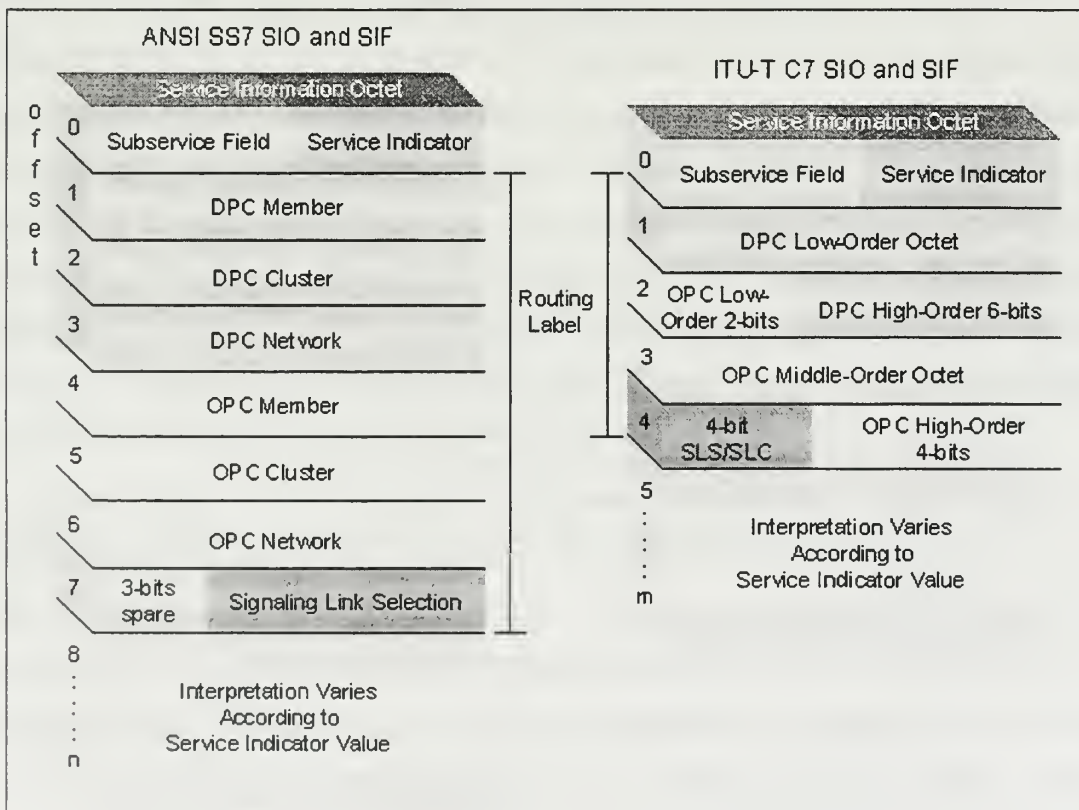 ANSI SS7 SIO and SIF
Service Information Octet
offset
0
Subservice Field Service Indicator
1
DPC Member
2
DPC Cluster
3
DPC Network
4
OPC Member
5
OPC Cluster
6
OPC Network
7
3-bits
spare
Signaling Link Selection
8
n
Interpretation Varies
According to
Service Indicator Value
Routing
Label
ITU-T C7 SIO and SIF
Service Information Octet
0
Subservice Field Service Indicator
1
DPC Low-Order Octet
2
OPC Low-
Order 2-bits
DPC High-Order 6-bits
3
OPC Middle-Order Octet
4
4-bit
SLS/SLC
OPC High-Order
4-bits
5
m
Interpretation Varies
According to
Service Indicator Value